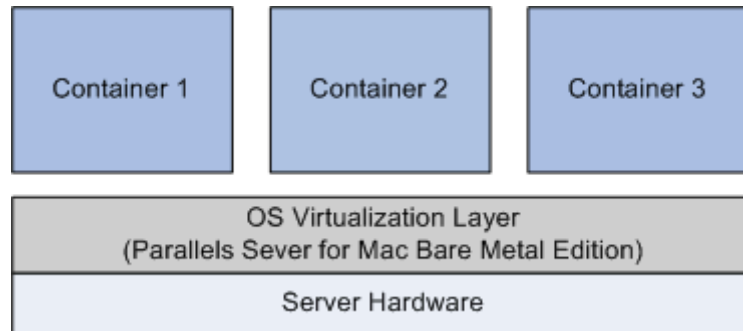 Container 1
Container 2
Container 3
OS Virtualization Layer
(Parallels Sever for Mac Bare Metal Edition)
Server Hardware